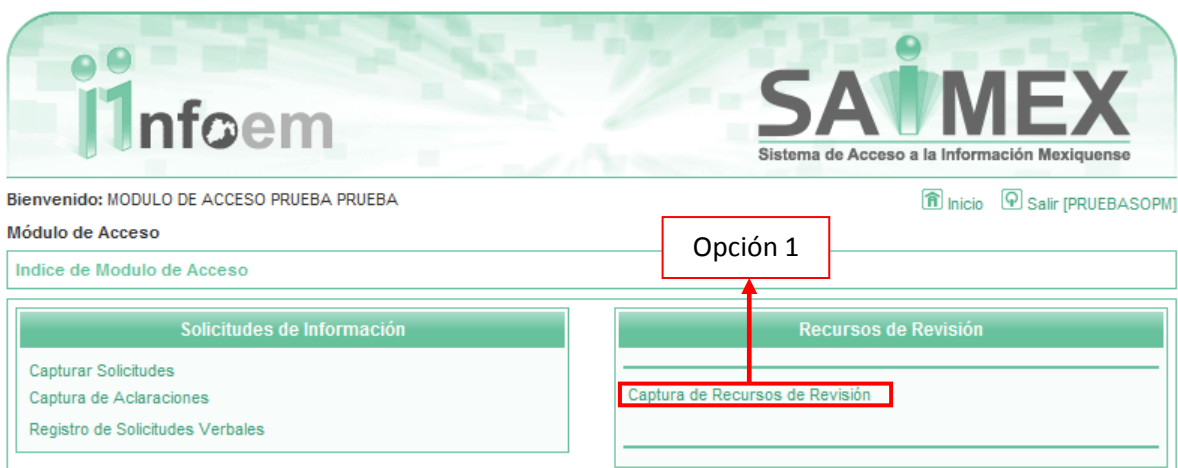 infoem
SAIMEX
Sistema de Acceso a la Información Mexiquense
Bienvenido: MODULO DE ACCESO PRUEBA PRUEBA
Inicio Salir [PRUEBASOPM]
Módulo de Acceso
Opción 1
Indice de Modulo de Acceso
Solicitudes de Información
Capturar Solicitudes
Captura de Aclaraciones
Registro de Solicitudes Verbales
Recursos de Revisión
Captura de Recursos de Revisión